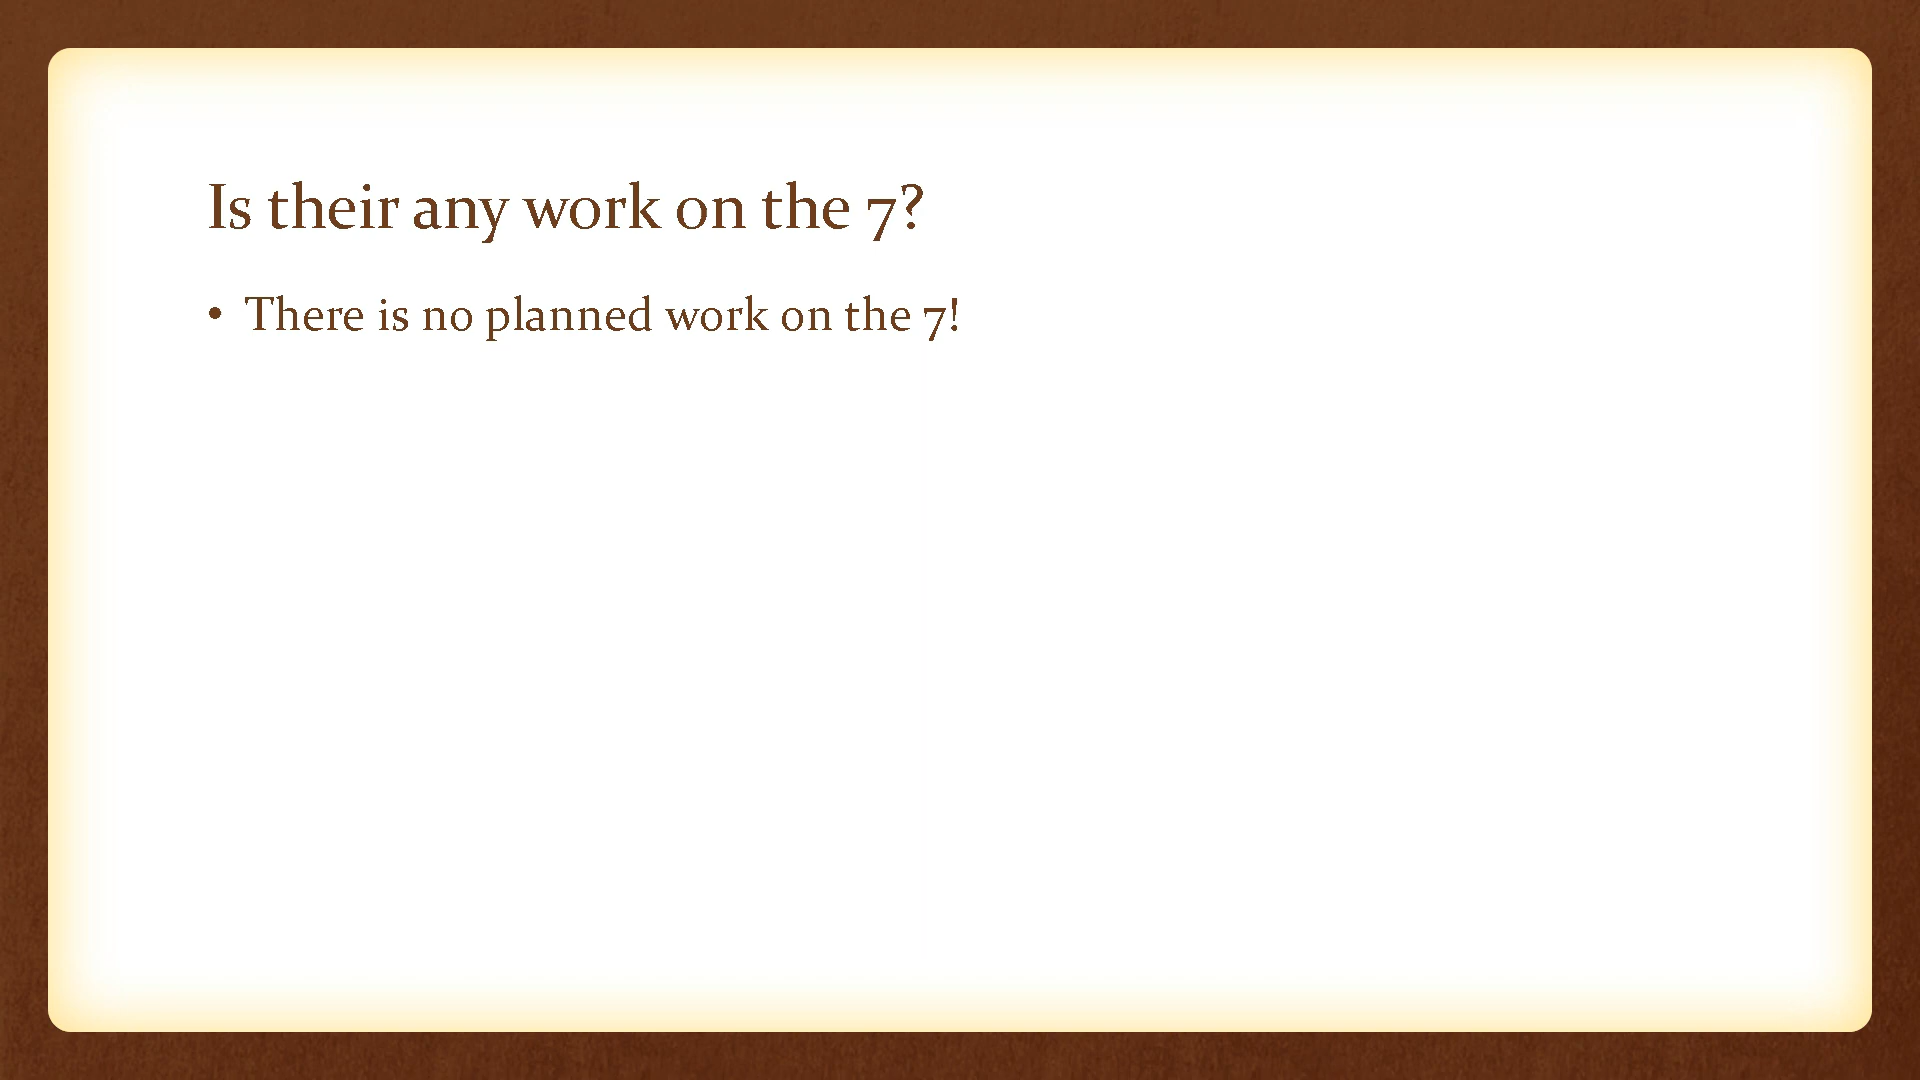 Is their any work on the 7?
• There is no planned work on the 7!